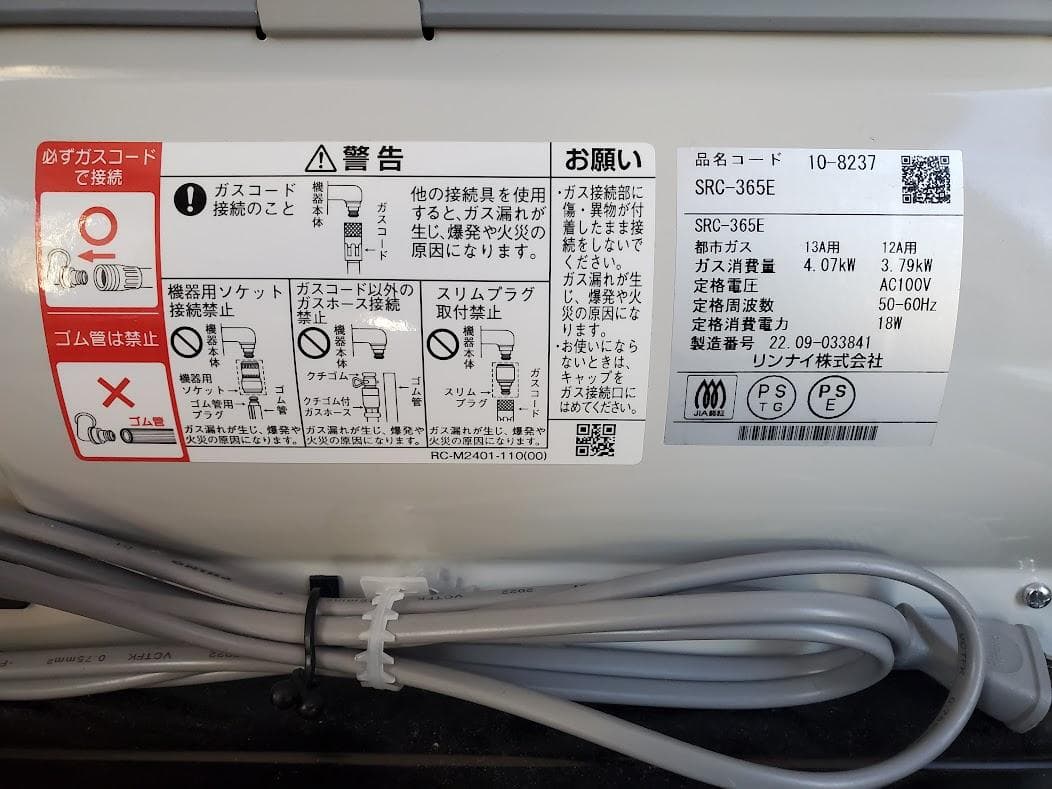 必ずガスコード
で接続
ゴム管は禁止
ゴム管
警告
ガスコード
接続のこと
機器本体
ガスコード
他の接続具を使用
すると、ガス漏れが
生じ、爆発や火災の
原因になります。
機器用ソケット
接続禁止
機器本体
機器用
ソケット
ゴム管用
プラグ
ゴム管
ガス漏れが生じ、爆発や
火災の原因になります。
ガスコード以外の
ガスホース接続
禁止
機器本体
クチゴム
クチゴム付
ガスホース
ゴム管
ガス漏れが生じ、爆発や
火災の原因になります。
スリムプラグ
取付禁止
機器本体
スリム
プラグ
ガスコード
ガス漏れが生じ、爆発や
火災の原因になります。
RC-M2401-110(00)
お願い
・ガス接続部に
傷・異物が付
着したまま接
続をしないで
ください。
ガス漏れが生
じ、爆発や火
災の原因にな
ります。
・お使いになら
ないときは、
キャップを
ガス接続口に
はめてください。
品名コード 10-8237
SRC-365E
SRC-365E
都市ガス 13A用 12A用
ガス消費量 4.07kW 3.79kW
定格電圧 AC100V
定格周波数 50-60Hz
定格消費電力 18W
製造番号 22.09-033841
リンナイ株式会社
JIA認証
PS
TG
PS
E
VCTFK 2022
VCTFK 0.75mm² 2022